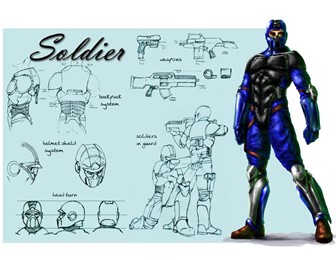 Soldier
weapons
backpack
system
soldiers
in guard
helmet shield
system
head turn